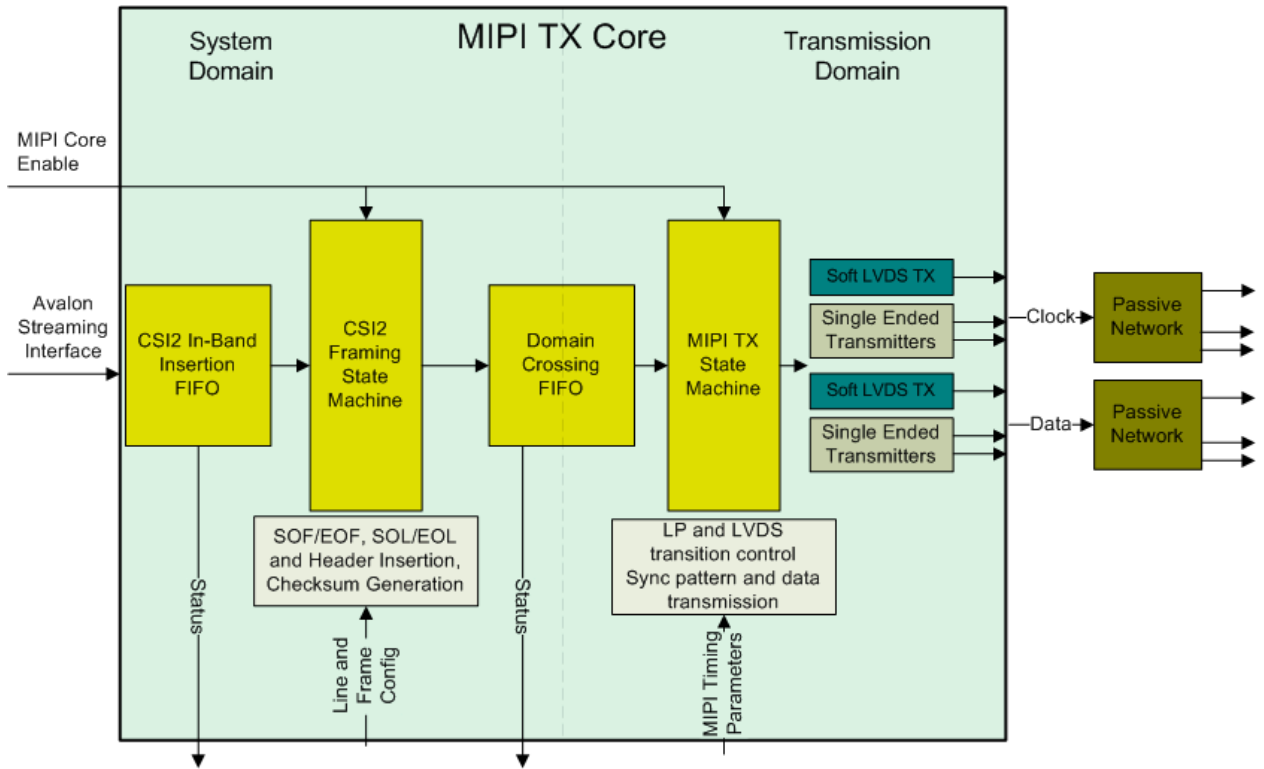 System
Domain
MIPI TX Core
Transmission
Domain
MIPI Core
Enable
Avalon
Streaming
Interface
CSI2 In-Band
Insertion
FIFO
CSI2
Framing
State
Machine
Domain
Crossing
FIFO
MIPI TX
State
Machine
Soft LVDS TX
Single Ended
Transmitters
Soft LVDS TX
Single Ended
Transmitters
Clock
Data
Passive
Network
Passive
Network
SOF/EOF, SOL/EOL
and Header Insertion,
Checksum Generation
LP and LVDS
transition control
Sync pattern and data
transmission
Status
Line and
Frame
Config
Status
MIPI Timing
Parameters